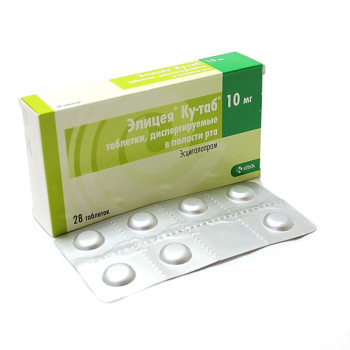 Элицея® Ку-таб® 10 мг
таблетки, диспергируемые
в полости рта
Эсциталопрам
KRKA
28 таблеток